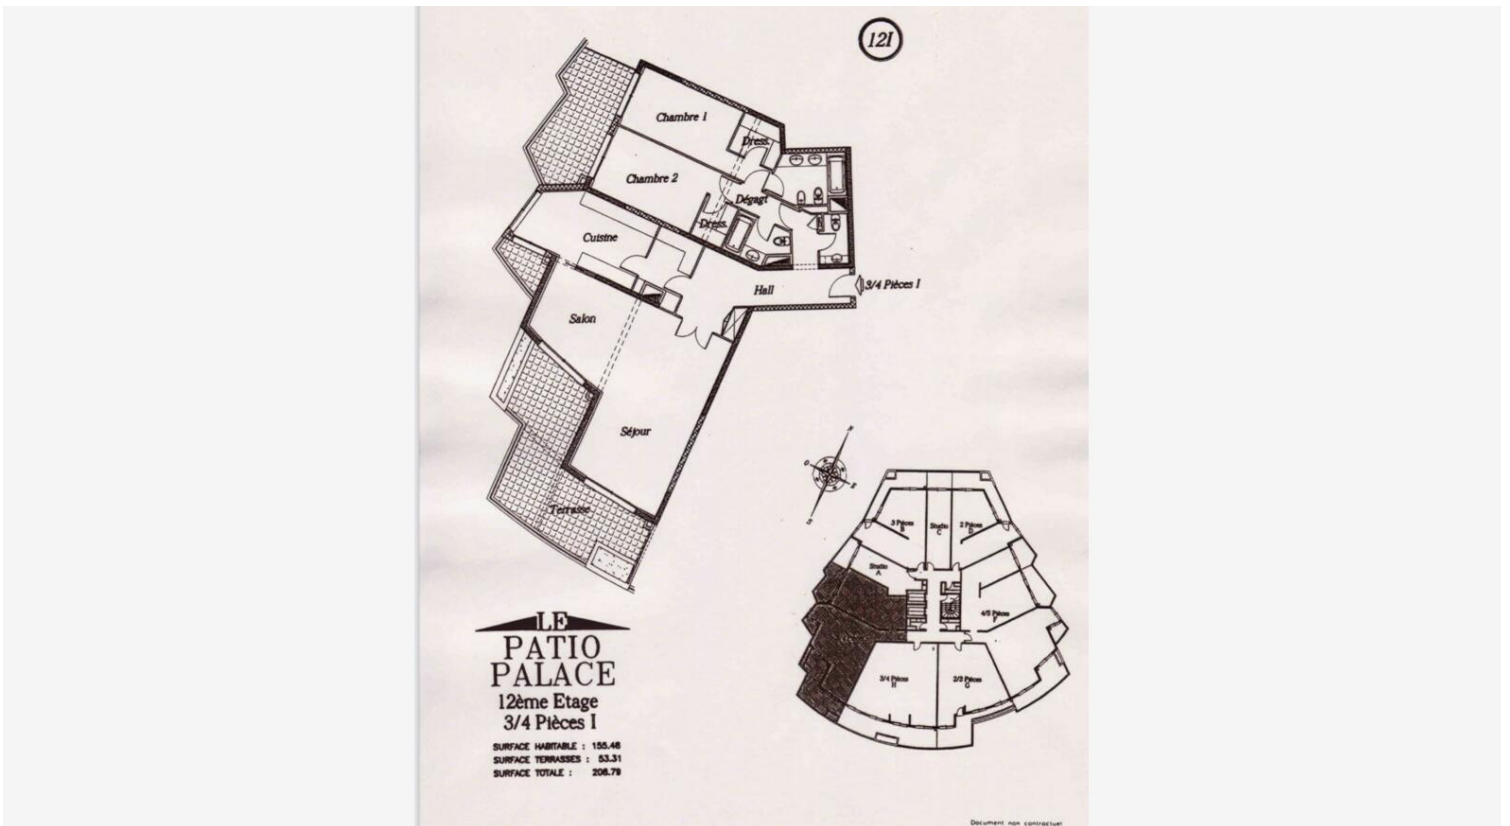 12I
Chambre 1
Dress.
Chambre 2
Dégagt
Dress.
Cuisine
Hall
3/4 Pièces I
Salon
Séjour
Terrasse
N
O
E
S
3 Pièces
B
Studio
C
2 Pièces
D
Studio
A
4/5 Pièces
F
3/4 Pièces
H
2/3 Pièces
G
LE
PATIO
PALACE
12ème Etage
3/4 Pièces I
SURFACE HABITABLE : 155.48
SURFACE TERRASSES : 53.31
SURFACE TOTALE : 208.79
Document non contractuel